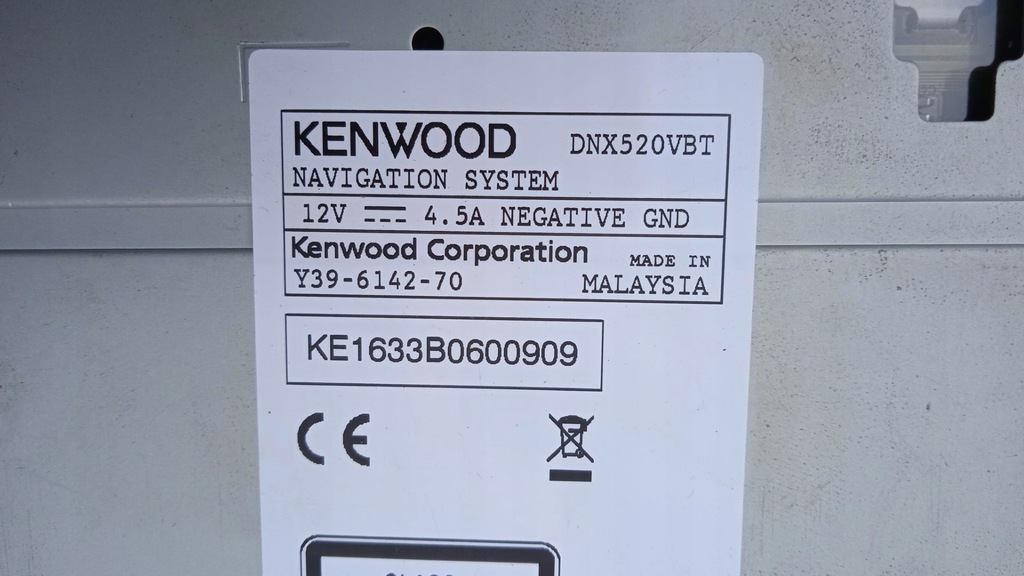 KENWOOD DNX520VBT
NAVIGATION SYSTEM
12V ⎓ 4.5A NEGATIVE GND
Kenwood Corporation MADE IN
Y39-6142-70 MALAYSIA
KE1633B0600909
CE